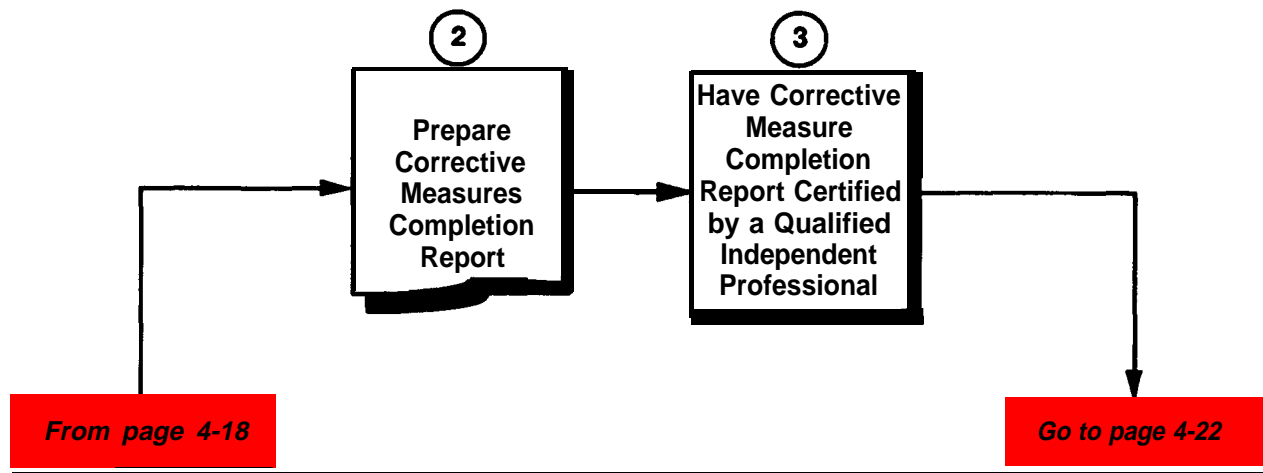 2
Prepare
Corrective
Measures
Completion
Report
3
Have Corrective
Measure
Completion
Report Certified
by a Qualified
Independent
Professional
From page 4-18
Go to page 4-22